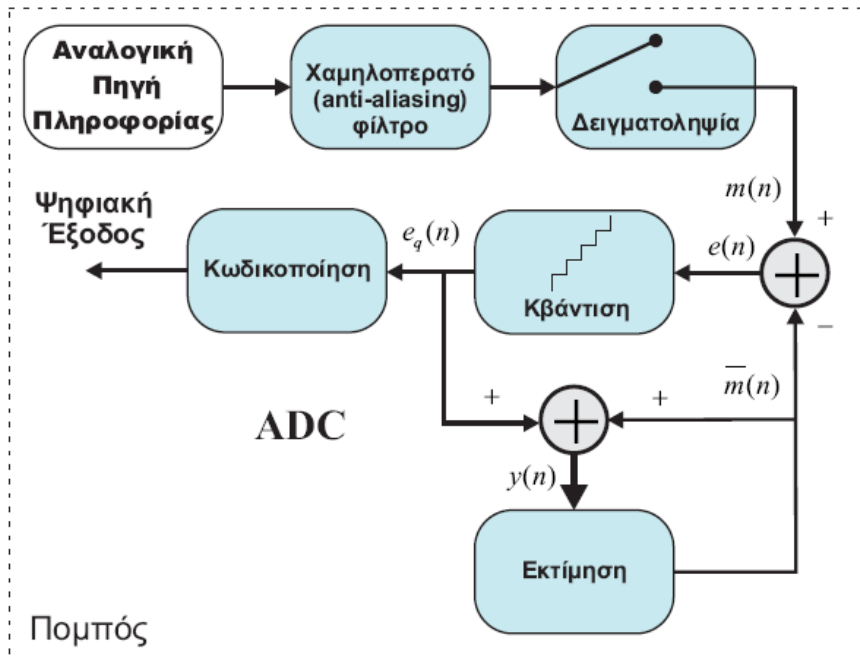 Αναλογική
Πηγή
Πληροφορίας
Χαμηλοπερατό
(anti-aliasing)
φίλτρο
Δειγματοληψία
m(n)
+
Ψηφιακή
Έξοδος
Κωδικοποίηση
e_q(n)
Κβάντιση
e(n)
+
−
m̅(n)
ADC
+
+
+
y(n)
Εκτίμηση
Πομπός